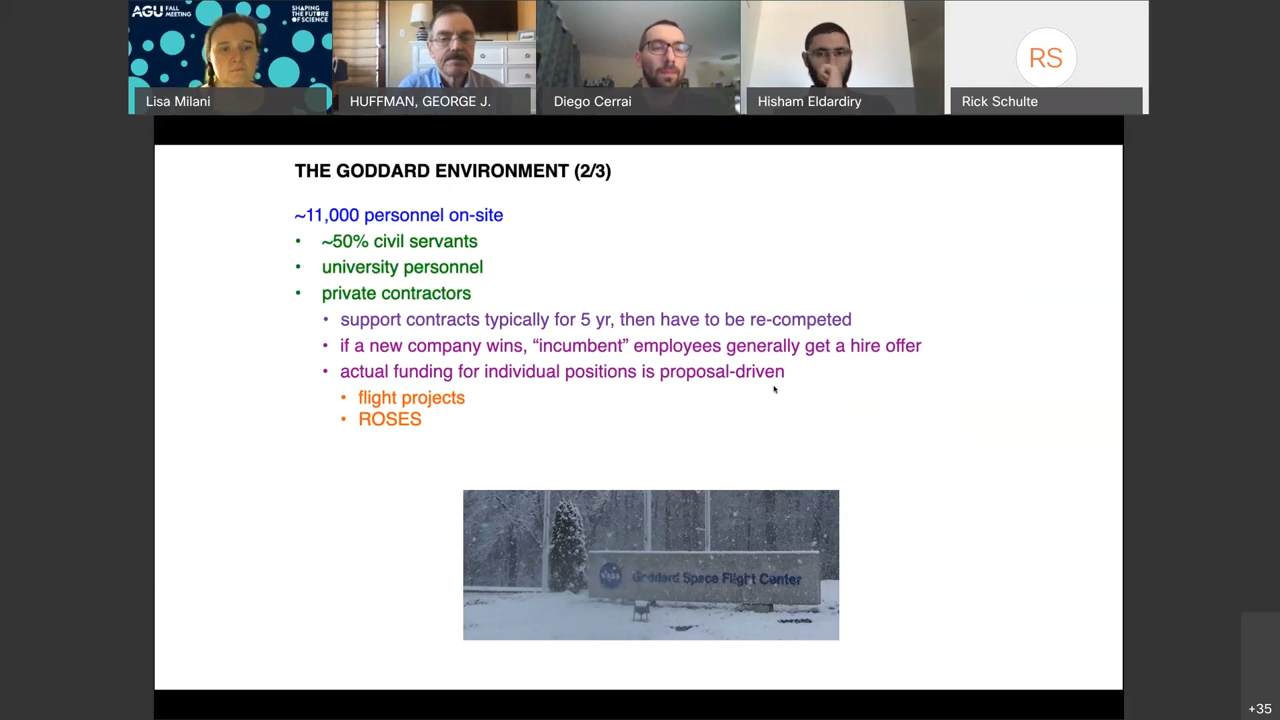 AGU FALL MEETING
SHAPING THE FUTURE OF SCIENCE
Lisa Milani
HUFFMAN, GEORGE J.
Diego Cerrai
Hisham Eldardiry
RS
Rick Schulte
THE GODDARD ENVIRONMENT (2/3)
~11,000 personnel on-site
• ~50% civil servants
• university personnel
• private contractors
• support contracts typically for 5 yr, then have to be re-competed
• if a new company wins, “incumbent” employees generally get a hire offer
• actual funding for individual positions is proposal-driven
• flight projects
• ROSES
NASA
Goddard Space Flight Center
+35